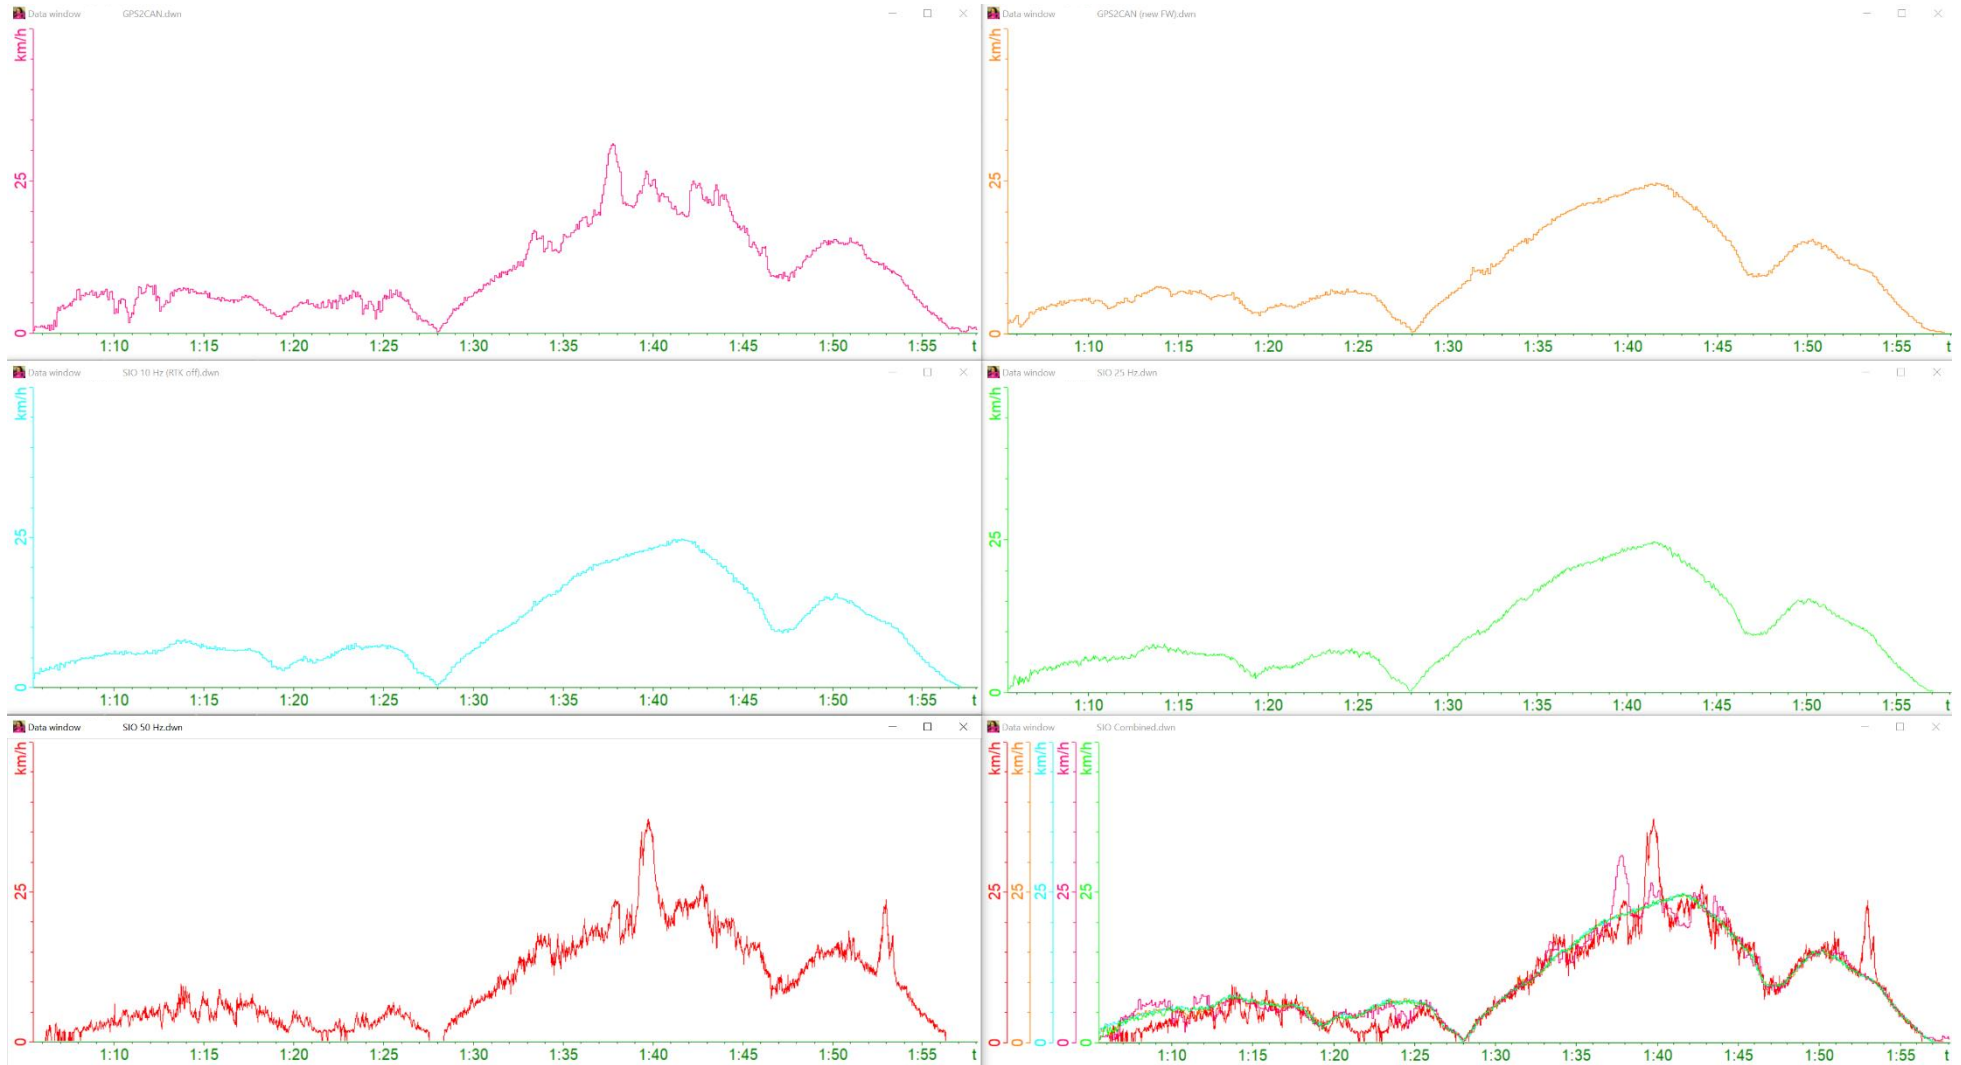 Data window GPS2CAN.dwn
km/h
25
0
1:10 1:15 1:20 1:25 1:30 1:35 1:40 1:45 1:50 1:55 t
Data window GPS2CAN (new FW).dwn
km/h
25
0
1:10 1:15 1:20 1:25 1:30 1:35 1:40 1:45 1:50 1:55 t
Data window SIO 10 Hz (RTK off).dwn
km/h
25
0
1:10 1:15 1:20 1:25 1:30 1:35 1:40 1:45 1:50 1:55 t
Data window SIO 25 Hz.dwn
km/h
25
0
1:10 1:15 1:20 1:25 1:30 1:35 1:40 1:45 1:50 1:55 t
Data window SIO 50 Hz.dwn
km/h
25
0
1:10 1:15 1:20 1:25 1:30 1:35 1:40 1:45 1:50 1:55 t
Data window SIO Combined.dwn
km/h km/h km/h km/h km/h
25 25 25 25 25
0 0 0 0 0
1:10 1:15 1:20 1:25 1:30 1:35 1:40 1:45 1:50 1:55 t